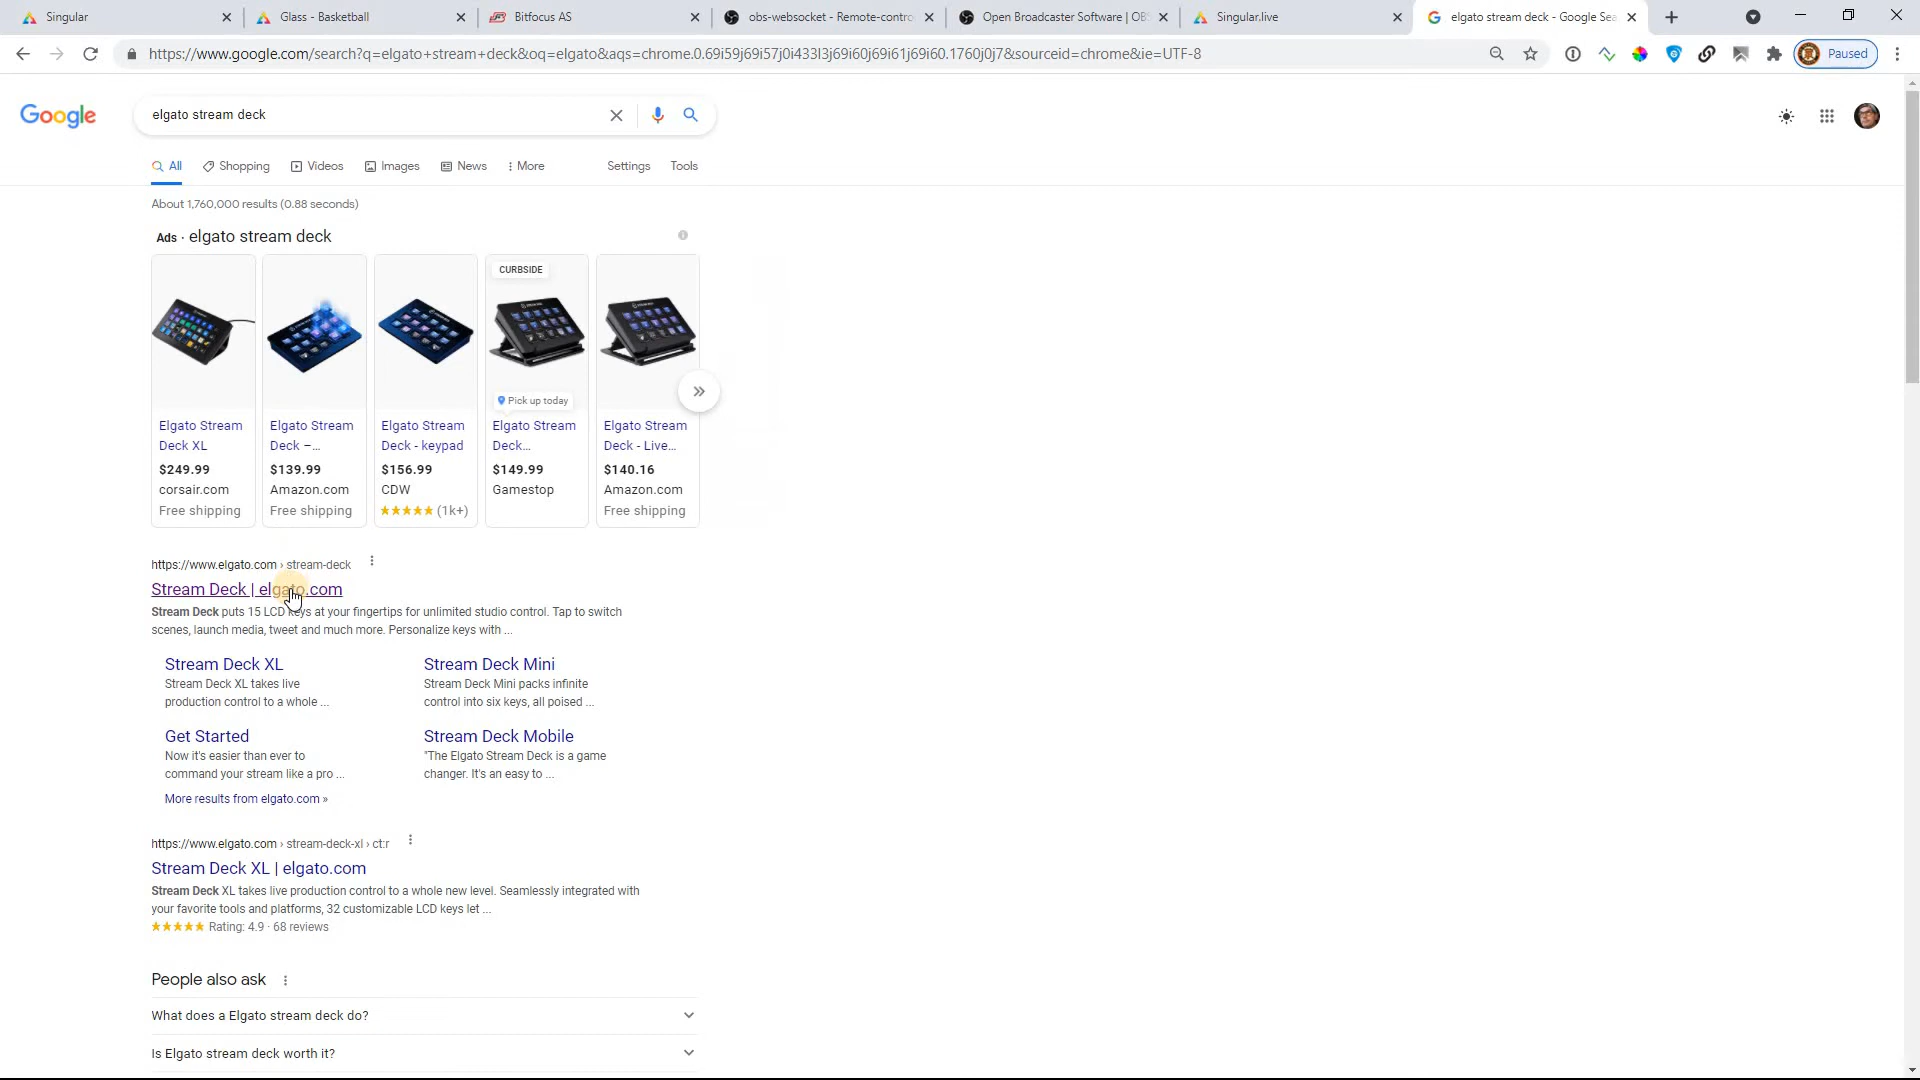 Singular
Glass - Basketball
Bitfocus AS
obs-websocket - Remote-contro
Open Broadcaster Software | OBS
Singular.live
elgato stream deck - Google Sea
https://www.google.com/search?q=elgato+stream+deck&oq=elgato&aqs=chrome.0.69i59j69i57j0i433l3j69i60j69i61j69i60.1760j0j7&sourceid=chrome&ie=UTF-8
Paused
Google
elgato stream deck
All
Shopping
Videos
Images
News
More
Settings
Tools
About 1,760,000 results (0.88 seconds)
Ads · elgato stream deck
CURBSIDE
Pick up today
Elgato Stream
Deck XL
$249.99
corsair.com
Free shipping
Elgato Stream
Deck –...
$139.99
Amazon.com
Free shipping
Elgato Stream
Deck - keypad
$156.99
CDW
(1k+)
Elgato Stream
Deck...
$149.99
Gamestop
Elgato Stream
Deck - Live...
$140.16
Amazon.com
Free shipping
https://www.elgato.com › stream-deck
Stream Deck | elgato.com
Stream Deck puts 15 LCD keys at your fingertips for unlimited studio control. Tap to switch
scenes, launch media, tweet and much more. Personalize keys with ...
Stream Deck XL
Stream Deck XL takes live
production control to a whole ...
Stream Deck Mini
Stream Deck Mini packs infinite
control into six keys, all poised ...
Get Started
Now it's easier than ever to
command your stream like a pro ...
Stream Deck Mobile
"The Elgato Stream Deck is a game
changer. It's an easy to ...
More results from elgato.com »
https://www.elgato.com › stream-deck-xl › ct:r
Stream Deck XL | elgato.com
Stream Deck XL takes live production control to a whole new level. Seamlessly integrated with
your favorite tools and platforms, 32 customizable LCD keys let ...
Rating: 4.9 · 68 reviews
People also ask
What does a Elgato stream deck do?
Is Elgato stream deck worth it?